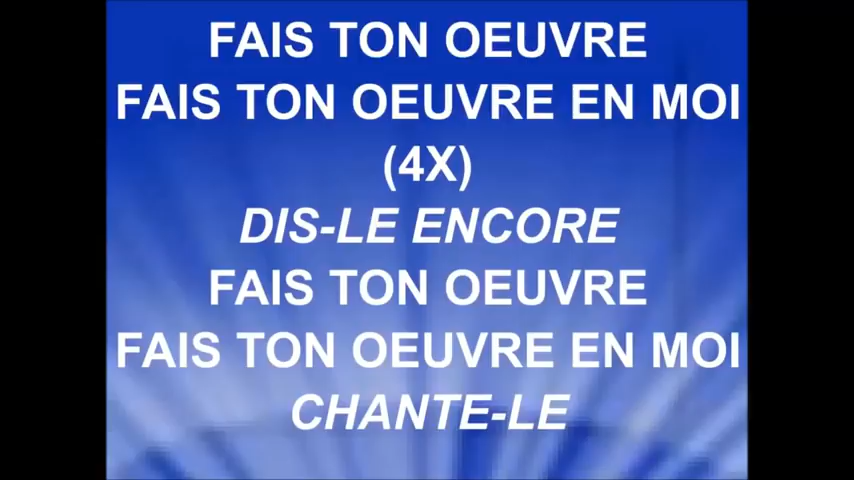 FAIS TON OEUVRE
FAIS TON OEUVRE EN MOI
(4X)
DIS-LE ENCORE
FAIS TON OEUVRE
FAIS TON OEUVRE EN MOI
CHANTE-LE